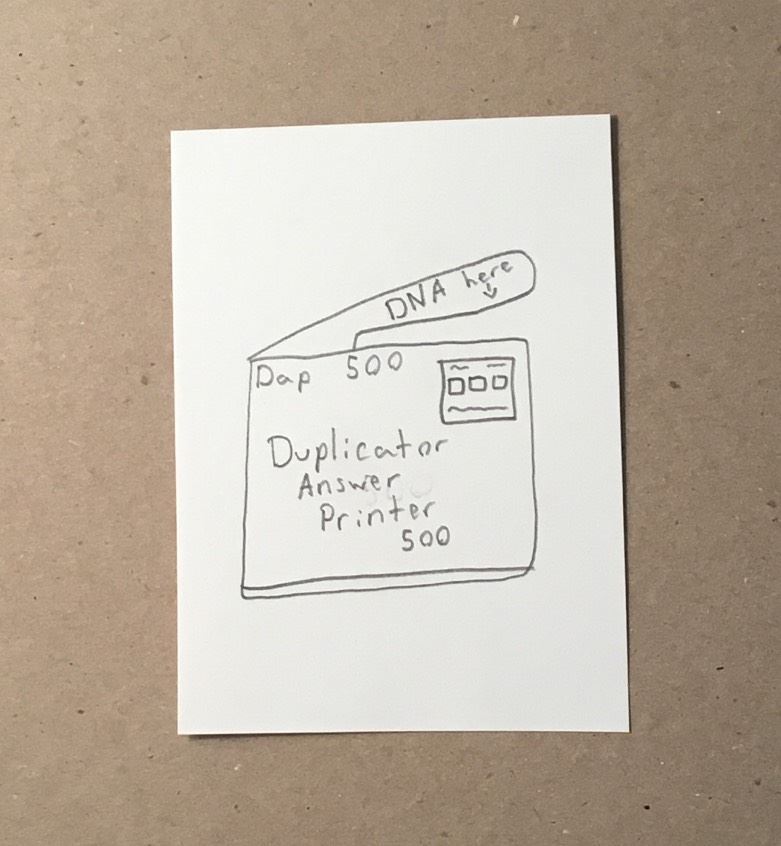 DNA here
Dap 500
Duplicator
Answer
Printer
500